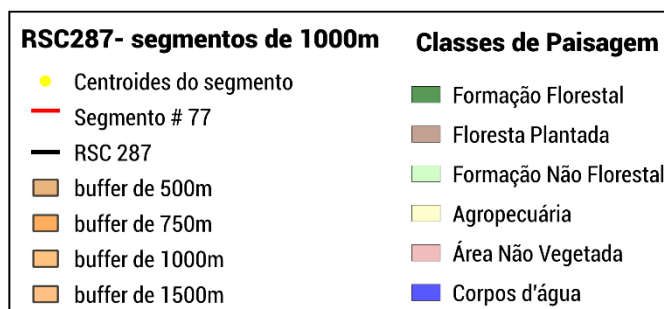 RSC287- segmentos de 1000m
Centroides do segmento
Segmento # 77
RSC 287
buffer de 500m
buffer de 750m
buffer de 1000m
buffer de 1500m
Classes de Paisagem
Formação Florestal
Floresta Plantada
Formação Não Florestal
Agropecuária
Área Não Vegetada
Corpos d'água